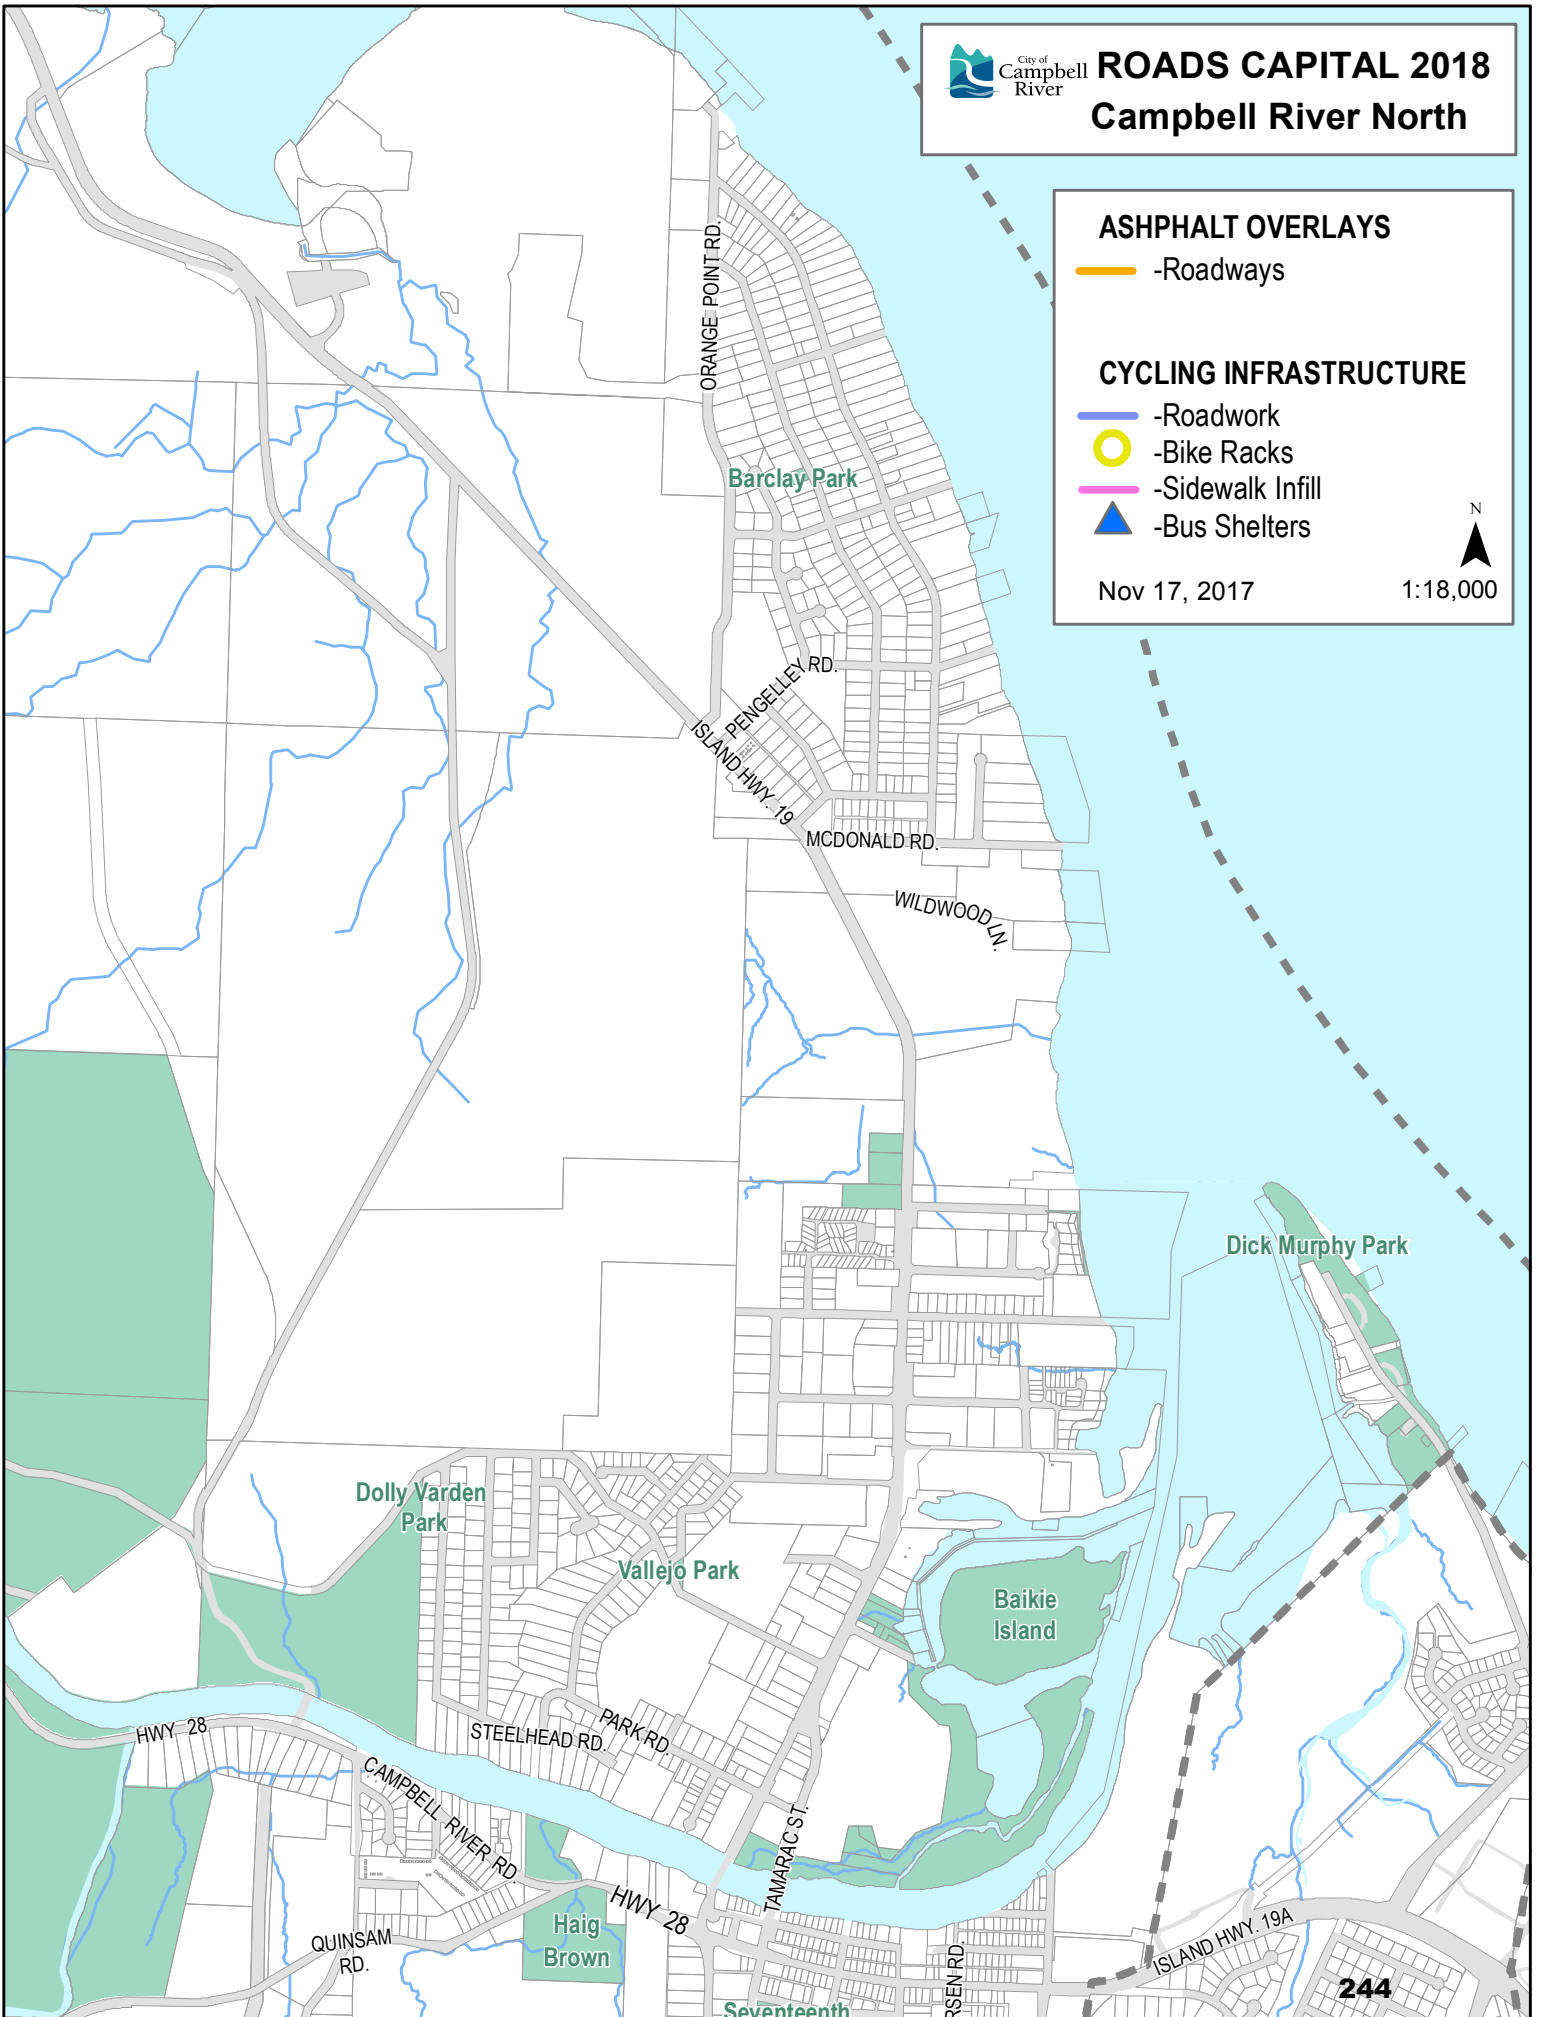 City of
Campbell
River
ROADS CAPITAL 2018
Campbell River North
ASHPHALT OVERLAYS
-Roadways
CYCLING INFRASTRUCTURE
-Roadwork
-Bike Racks
-Sidewalk Infill
-Bus Shelters
N
Nov 17, 2017
1:18,000
ORANGE POINT RD.
Barclay Park
PENGELLEY RD.
ISLAND HWY. 19
MCDONALD RD.
WILDWOOD LN.
Dick Murphy Park
Dolly Varden
Park
Vallejo Park
Baikie
Island
HWY 28
STEELHEAD RD.
PARK RD.
CAMPBELL RIVER RD.
TAMARAC ST.
HWY 28
Haig
Brown
QUINSAM
RD.
ISLAND HWY. 19A
RSEN RD.
244
Seventeenth